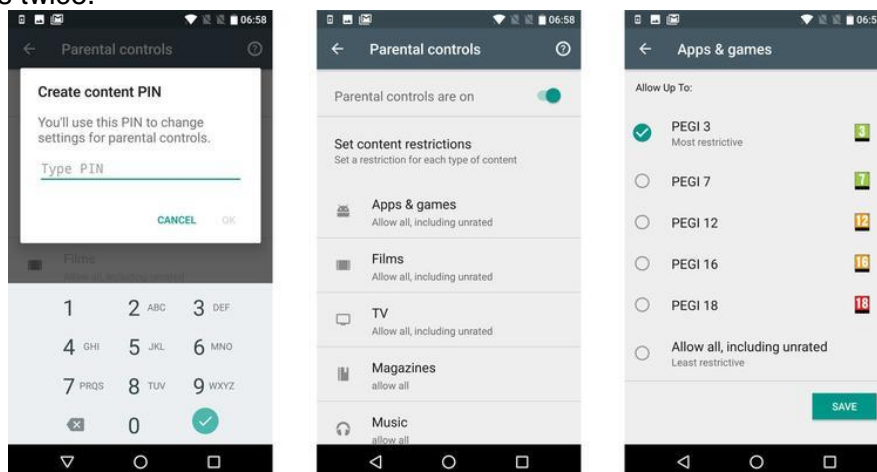 s twice.
06:58
Parental controls
Create content PIN
You'll use this PIN to change
settings for parental controls.
Type PIN
CANCEL OK
Films
Allow all, including unrated
1 2 ABC 3 DEF
4 GHI 5 JKL 6 MNO
7 PRQS 8 TUV 9 WXYZ
0
06:58
Parental controls
Parental controls are on
Set content restrictions
Set a restriction for each type of content
Apps & games
Allow all, including unrated
Films
Allow all, including unrated
TV
Allow all, including unrated
Magazines
allow all
Music
allow all
06:5
Apps & games
Allow Up To:
PEGI 3 3
Most restrictive
PEGI 7 7
PEGI 12 12
PEGI 16 16
PEGI 18 18
Allow all, including unrated
Least restrictive
SAVE